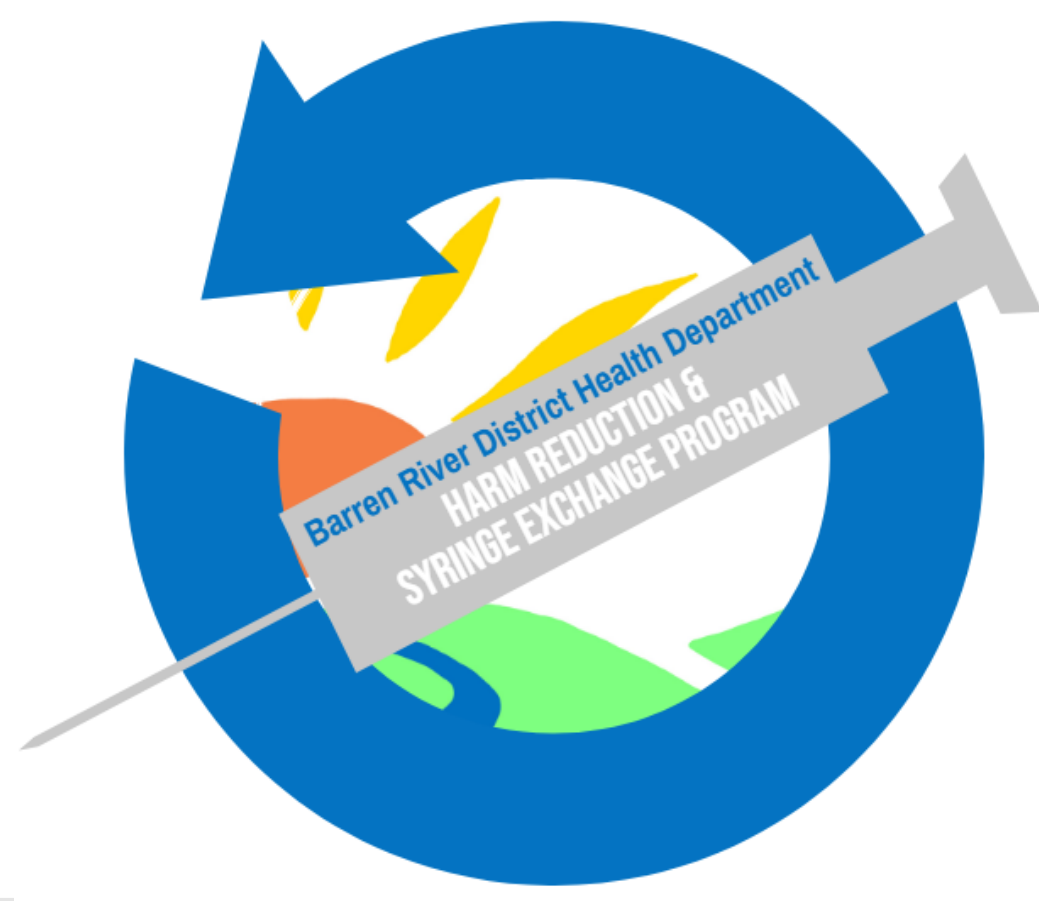 Barren River District Health Department
HARM REDUCTION &
SYRINGE EXCHANGE PROGRAM